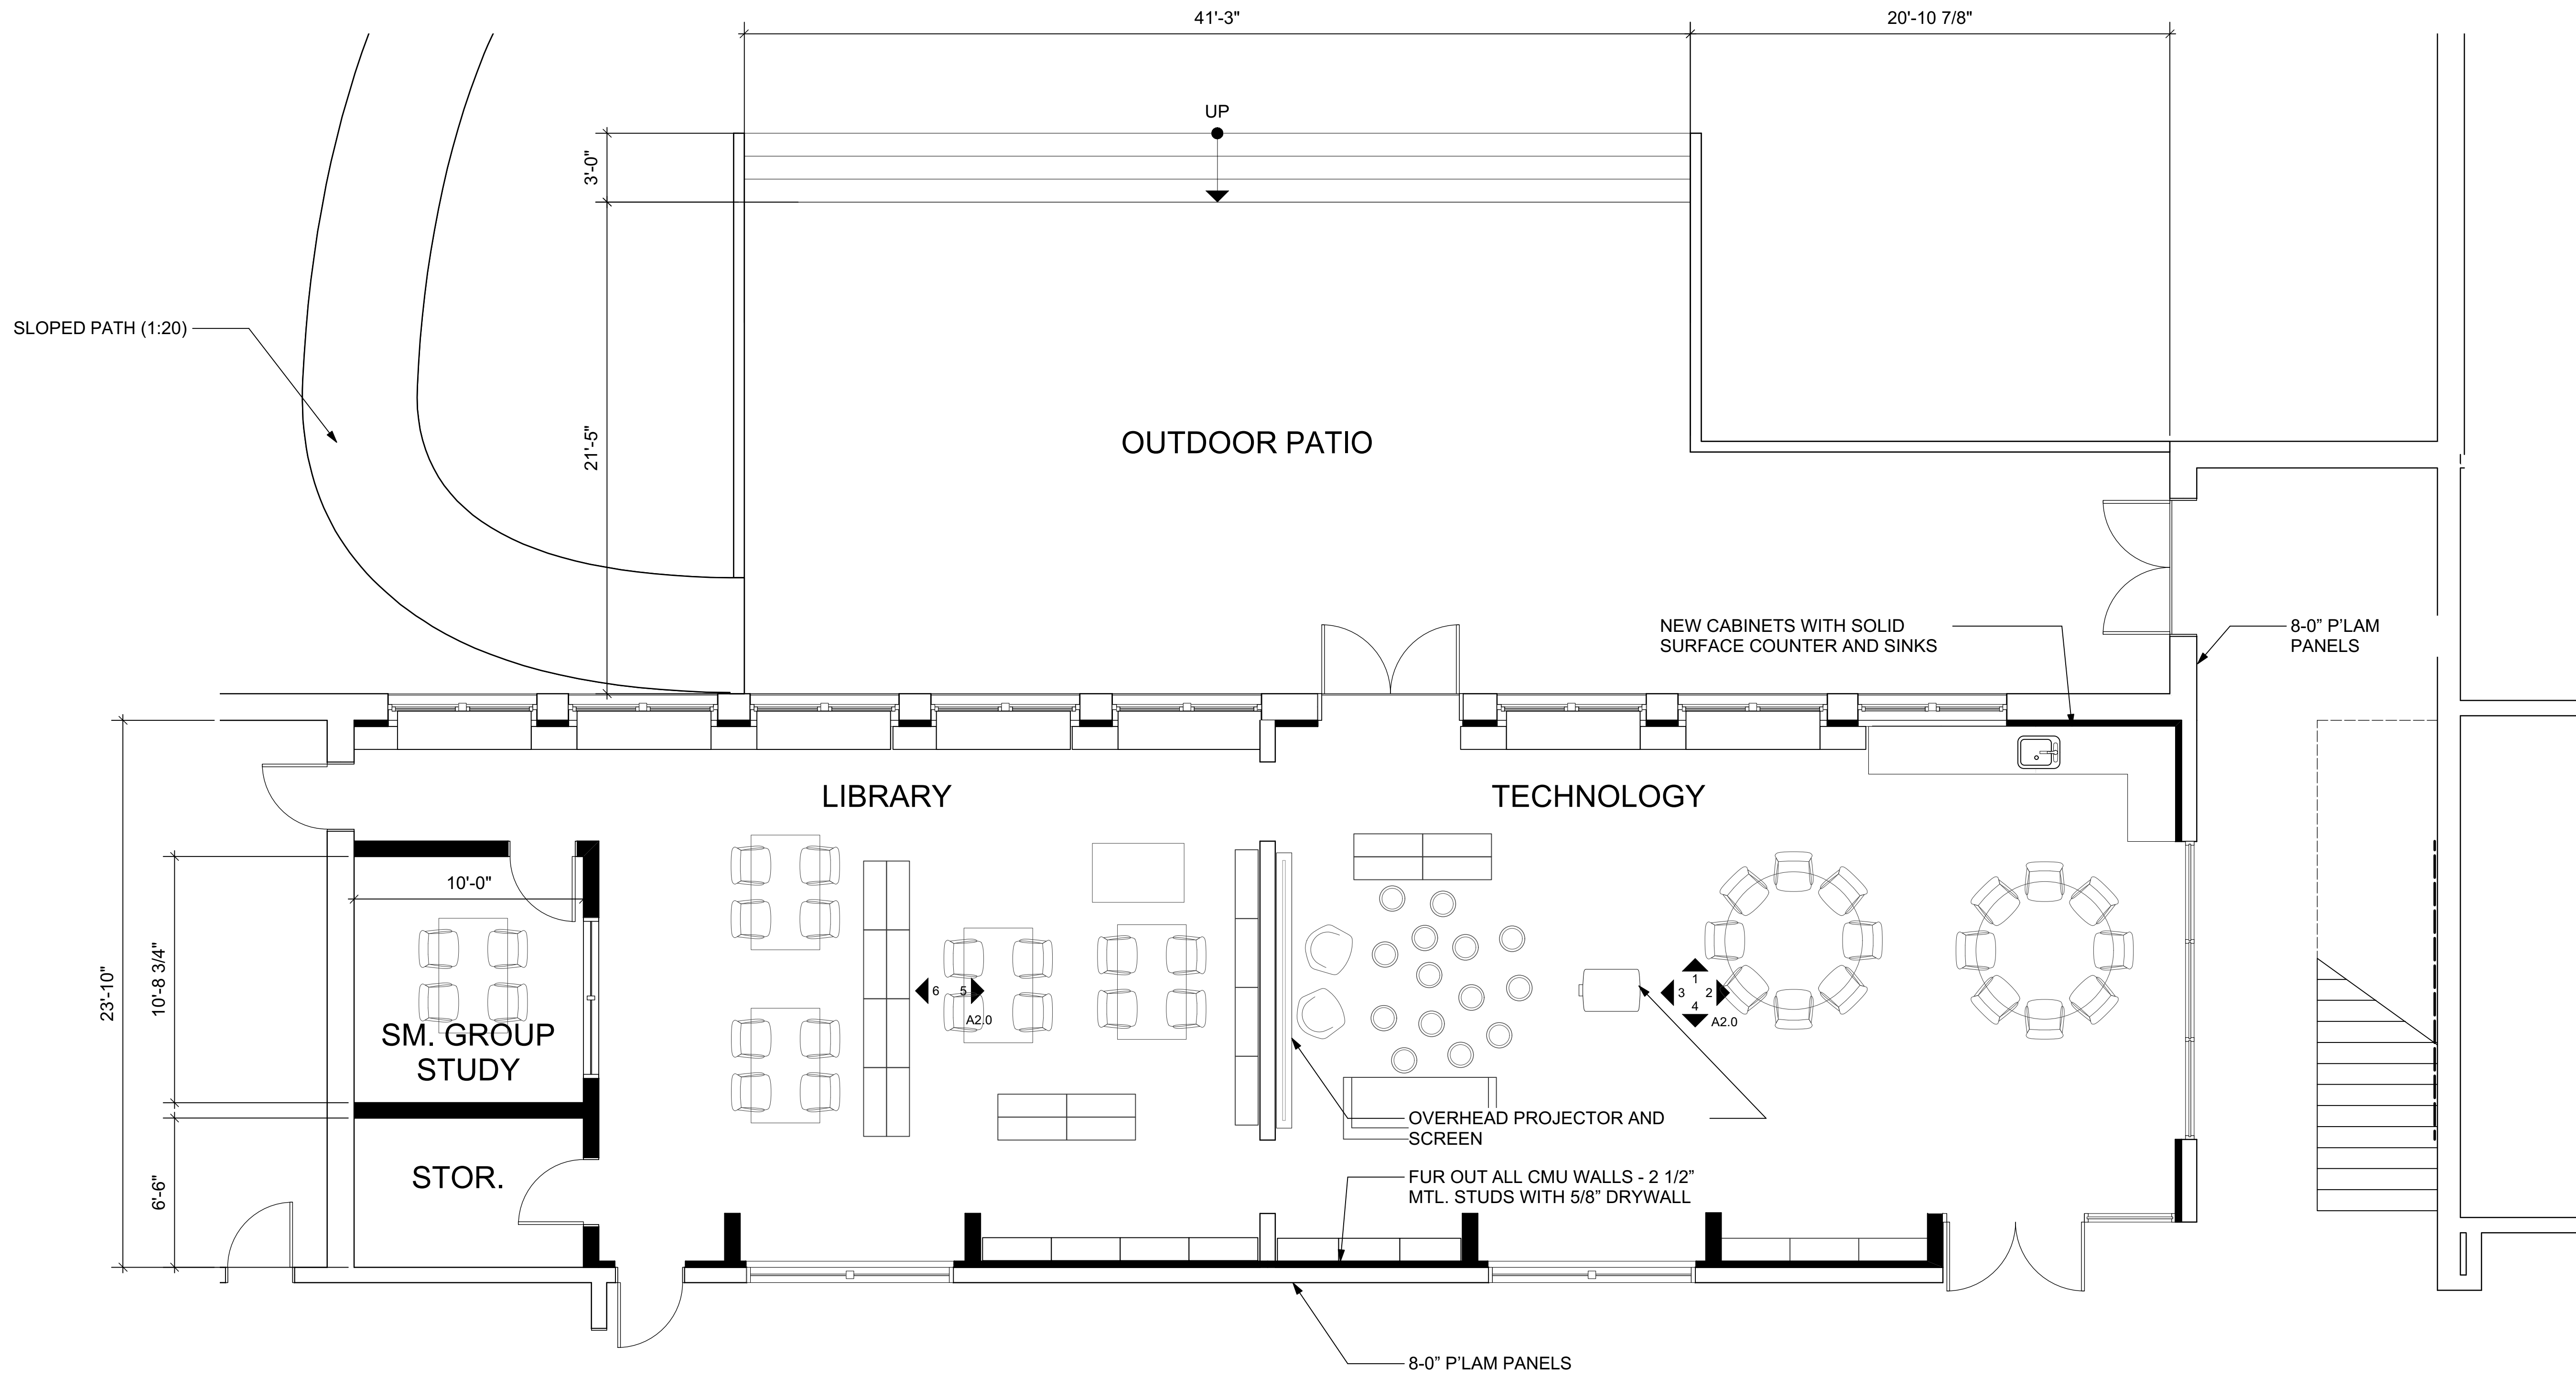 41'-3"
20'-10 7/8"
UP
3'-0"
SLOPED PATH (1:20)
21'-5"
OUTDOOR PATIO
NEW CABINETS WITH SOLID
SURFACE COUNTER AND SINKS
8-0” P'LAM
PANELS
LIBRARY
TECHNOLOGY
10'-0"
23'-10"
10'-8 3/4"
6
5
A2.0
1
3
2
4
A2.0
SM. GROUP
STUDY
OVERHEAD PROJECTOR AND
SCREEN
STOR.
6'-6"
FUR OUT ALL CMU WALLS - 2 1/2”
MTL. STUDS WITH 5/8” DRYWALL
8-0” P'LAM PANELS